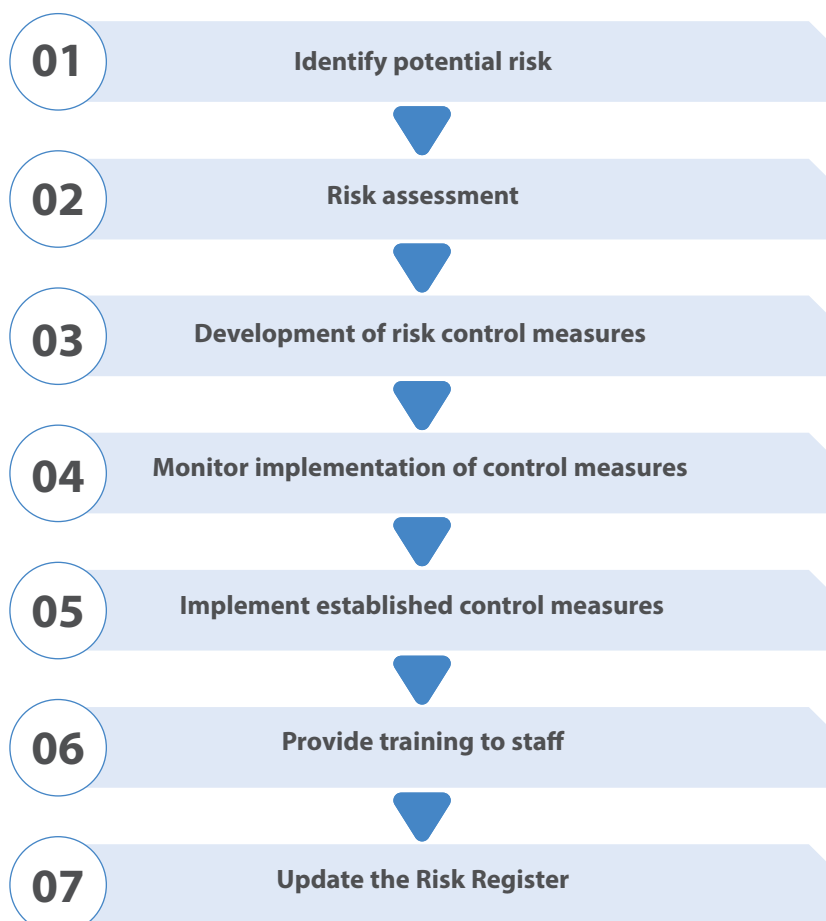 01
Identify potential risk
02
Risk assessment
03
Development of risk control measures
04
Monitor implementation of control measures
05
Implement established control measures
06
Provide training to staff
07
Update the Risk Register